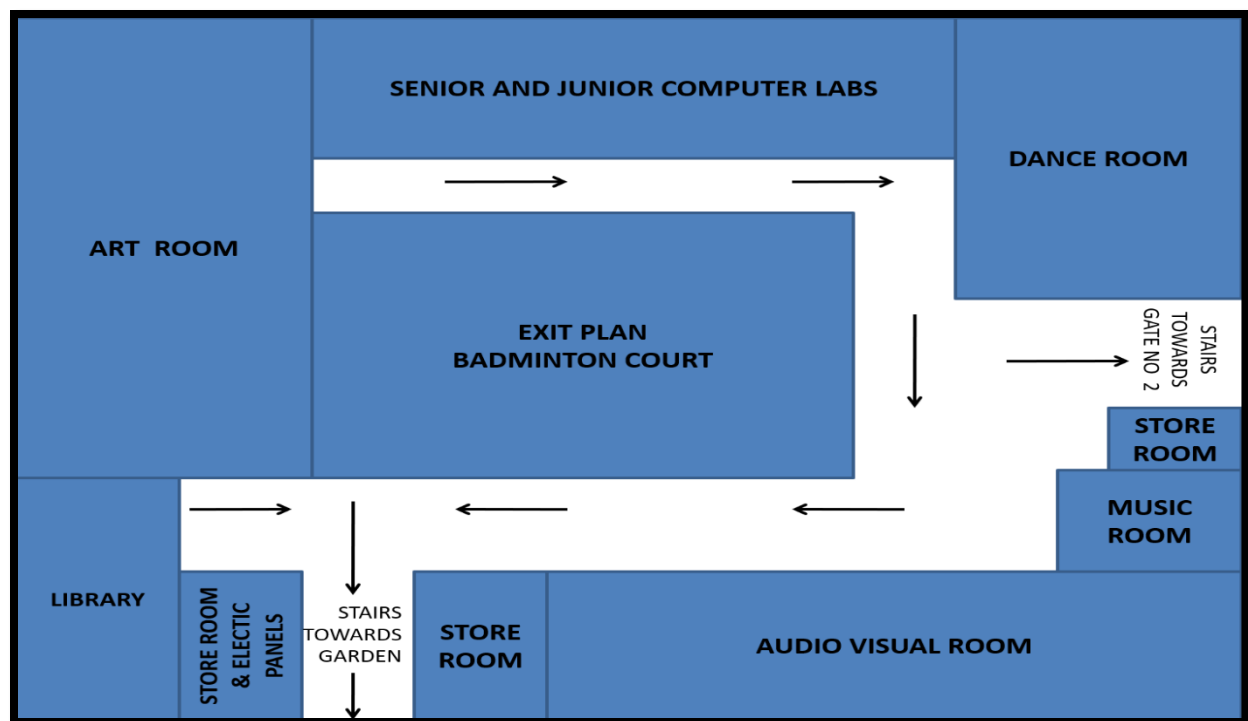 SENIOR AND JUNIOR COMPUTER LABS
DANCE ROOM
ART ROOM
EXIT PLAN
BADMINTON COURT
STAIRS
TOWARDS
GATE NO 2
STORE
ROOM
MUSIC
ROOM
LIBRARY
STORE ROOM
& ELECTIC
PANELS
STAIRS
TOWARDS
GARDEN
STORE
ROOM
AUDIO VISUAL ROOM